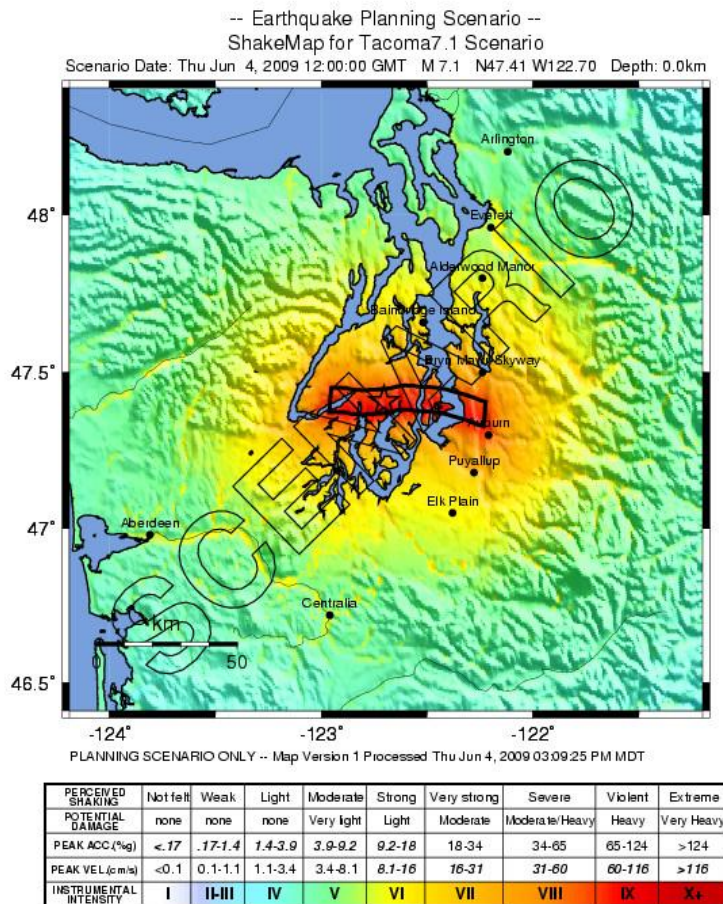 -- Earthquake Planning Scenario --
ShakeMap for Tacoma7.1 Scenario
Scenario Date: Thu Jun 4, 2009 12:00:00 GMT M 7.1 N47.41 W122.70 Depth: 0.0km
Arlington
48°
Everett
Alderwood Manor
Bainbridge Island
Bryn Mawr-Skyway
47.5°
Auburn
Puyallup
Elk Plain
47°
Aberdeen
Centralia
km
0 50
46.5°
SCENARIO
-124° -123° -122°
PLANNING SCENARIO ONLY -- Map Version 1 Processed Thu Jun 4, 2009 03:09:25 PM MDT
PERCEIVED SHAKING Not felt Weak Light Moderate Strong Very strong Severe Violent Extreme
POTENTIAL DAMAGE none none none Very light Light Moderate Moderate/Heavy Heavy Very Heavy
PEAK ACC.(%g) <.17 .17-1.4 1.4-3.9 3.9-9.2 9.2-18 18-34 34-65 65-124 >124
PEAK VEL.(cm/s) <0.1 0.1-1.1 1.1-3.4 3.4-8.1 8.1-16 16-31 31-60 60-116 >116
INSTRUMENTAL INTENSITY I II-III IV V VI VII VIII IX X+